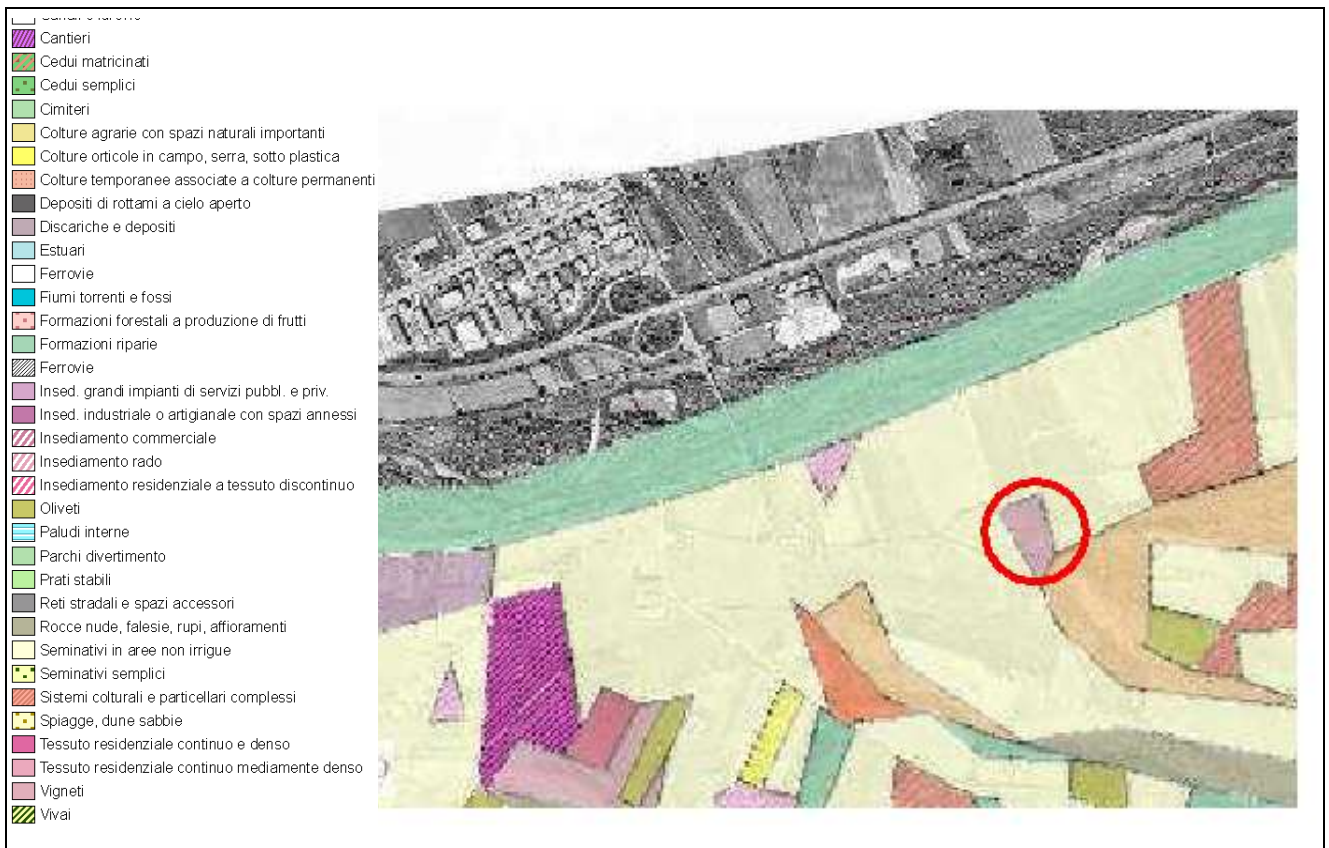 Cantieri
Cedui matricinati
Cedui semplici
Cimiteri
Colture agrarie con spazi naturali importanti
Colture orticole in campo, serra, sotto plastica
Colture temporanee associate a colture permanenti
Depositi di rottami a cielo aperto
Discariche e depositi
Estuari
Ferrovie
Fiumi torrenti e fossi
Formazioni forestali a produzione di frutti
Formazioni riparie
Ferrovie
Insed. grandi impianti di servizi pubbl. e priv.
Insed. industriale o artigianale con spazi annessi
Insediamento commerciale
Insediamento rado
Insediamento residenziale a tessuto discontinuo
Oliveti
Paludi interne
Parchi divertimento
Prati stabili
Reti stradali e spazi accessori
Rocce nude, falesie, rupi, affioramenti
Seminativi in aree non irrigue
Seminativi semplici
Sistemi colturali e particellari complessi
Spiagge, dune sabbie
Tessuto residenziale continuo e denso
Tessuto residenziale continuo mediamente denso
Vigneti
Vivai